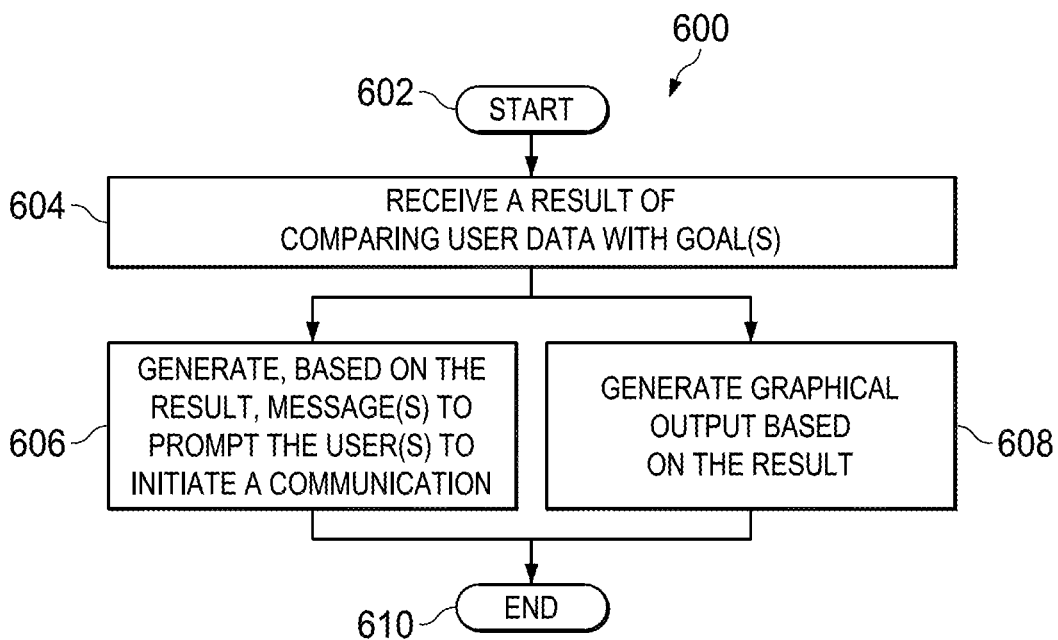 600
602
START
604
RECEIVE A RESULT OF
COMPARING USER DATA WITH GOAL(S)
606
GENERATE, BASED ON THE
RESULT, MESSAGE(S) TO
PROMPT THE USER(S) TO
INITIATE A COMMUNICATION
GENERATE GRAPHICAL
OUTPUT BASED
ON THE RESULT
608
610
END